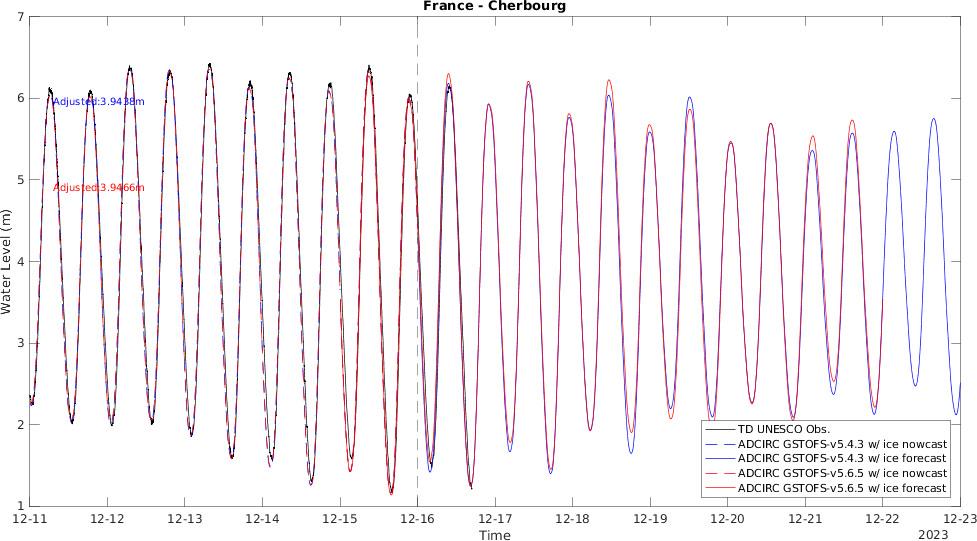 France - Cherbourg
7
6
5
4
3
2
1
Water Level (m)
Adjusted:3.9438m
Adjusted:3.9466m
TD UNESCO Obs.
ADCIRC GSTOFS-v5.4.3 w/ ice nowcast
ADCIRC GSTOFS-v5.4.3 w/ ice forecast
ADCIRC GSTOFS-v5.6.5 w/ ice nowcast
ADCIRC GSTOFS-v5.6.5 w/ ice forecast
12-11 12-12 12-13 12-14 12-15 12-16 12-17 12-18 12-19 12-20 12-21 12-22 12-23
Time
2023